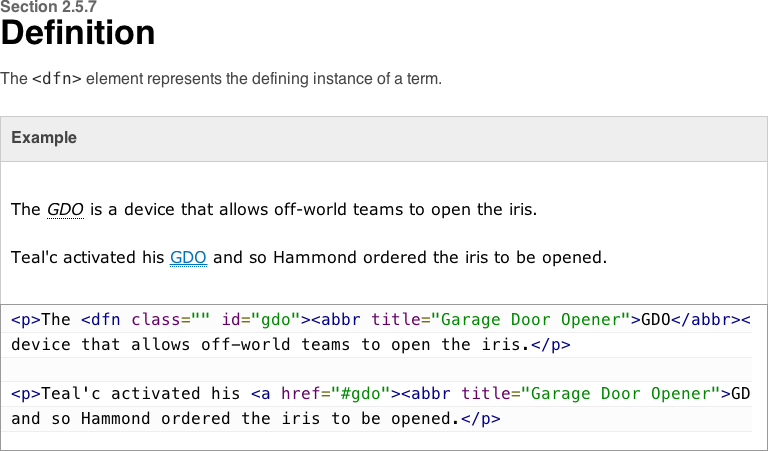 Section 2.5.7
Definition
The <dfn> element represents the defining instance of a term.
Example
The GDO is a device that allows off-world teams to open the iris.
Teal'c activated his GDO and so Hammond ordered the iris to be opened.
<p>The <dfn class="" id="gdo"><abbr title="Garage Door Opener">GDO</abbr><
device that allows off-world teams to open the iris.</p>
<p>Teal'c activated his <a href="#gdo"><abbr title="Garage Door Opener">GD
and so Hammond ordered the iris to be opened.</p>